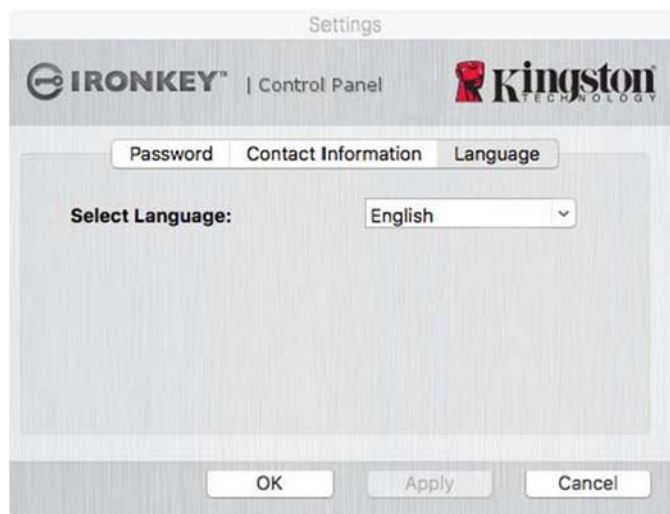 Settings
IRONKEY™ | Control Panel
Kingston
TECHNOLOGY
Password Contact Information Language
Select Language: English
OK Apply Cancel